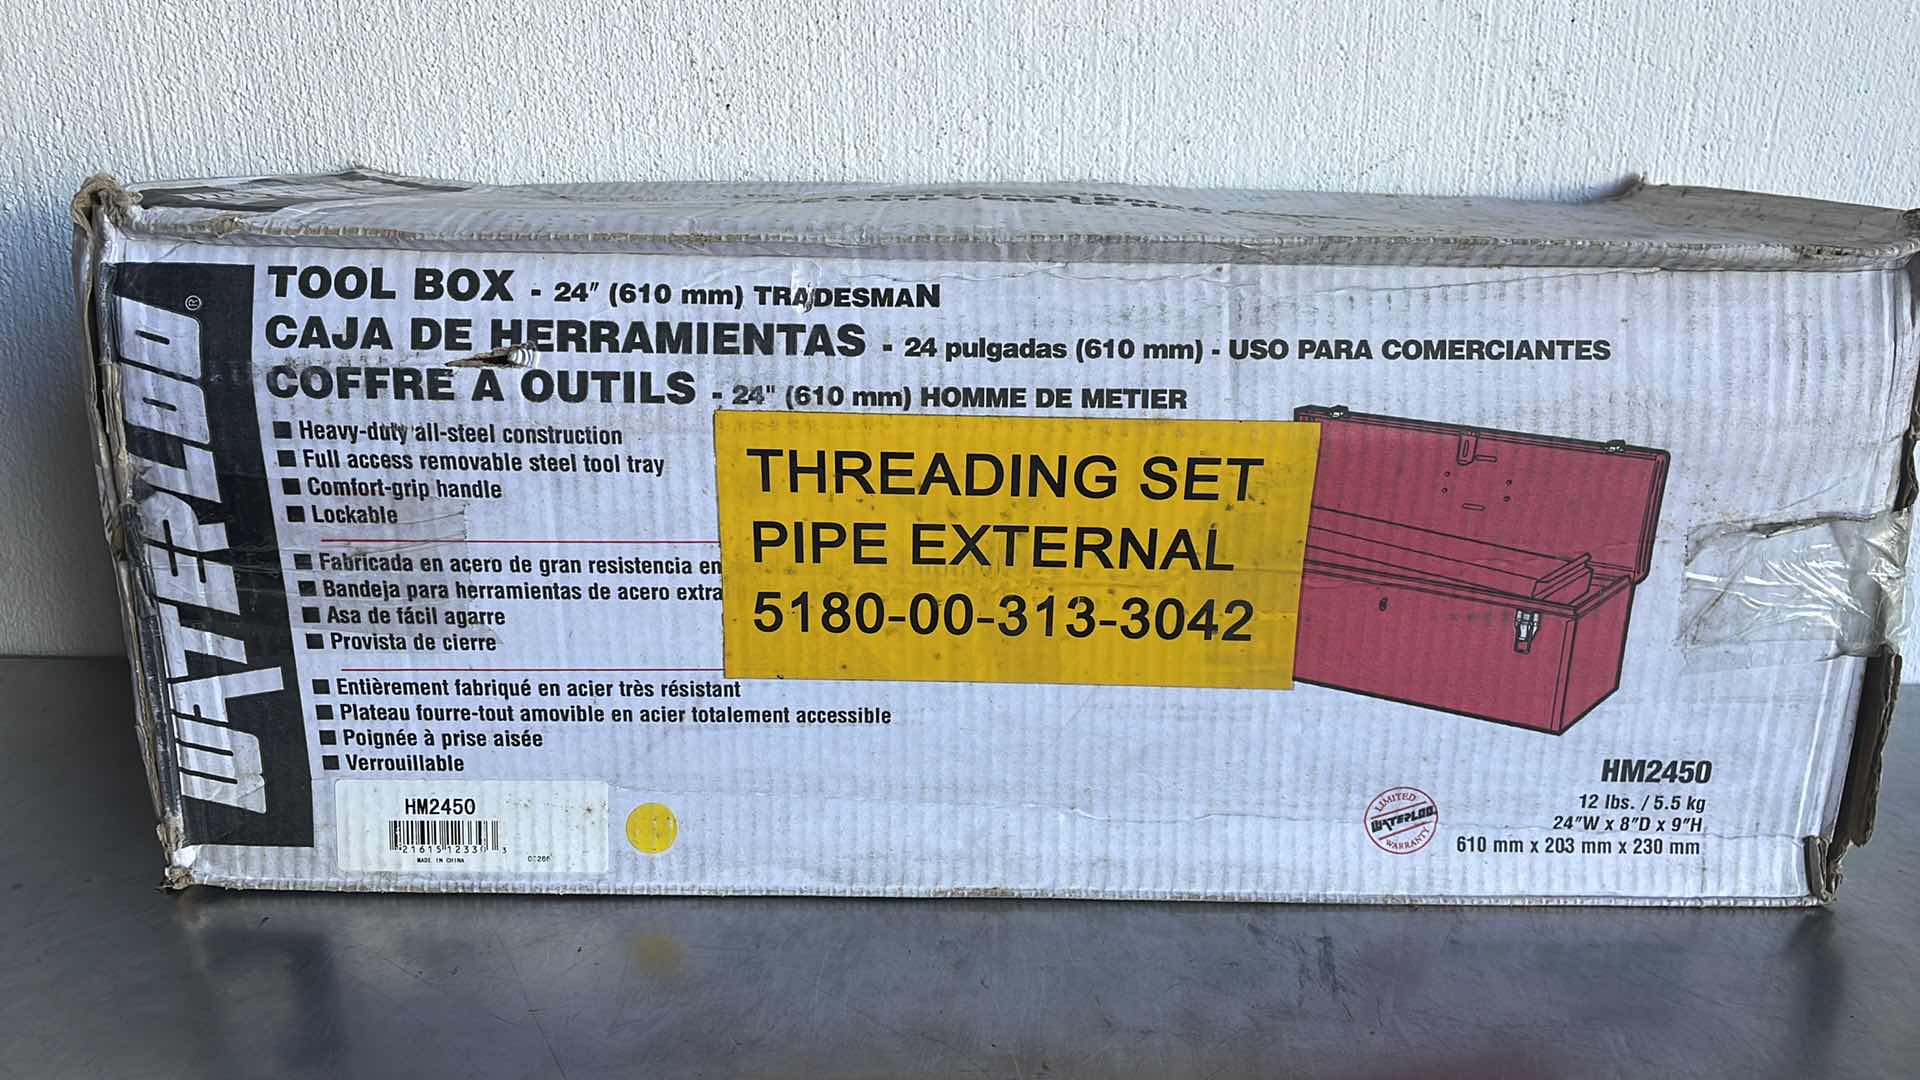 WATERLOO®
TOOL BOX - 24" (610 mm) TRADESMAN
CAJA DE HERRAMIENTAS - 24 pulgadas (610 mm) - USO PARA COMERCIANTES
COFFRE A OUTILS - 24" (610 mm) HOMME DE METIER
■ Heavy-duty all-steel construction
■ Full access removable steel tool tray
■ Comfort-grip handle
■ Lockable
■ Fabricada en acero de gran resistencia en
■ Bandeja para herramientas de acero extra
■ Asa de fácil agarre
■ Provista de cierre
■ Entièrement fabriqué en acier très résistant
■ Plateau fourre-tout amovible en acier totalement accessible
■ Poignée à prise aisée
■ Verrouillable
THREADING SET
PIPE EXTERNAL
5180-00-313-3042
HM2450
21615 12330 3
MADE IN CHINA
LIMITED
WATERLOO
WARRANTY
HM2450
12 lbs. / 5.5 kg
24"W x 8"D x 9"H
610 mm x 203 mm x 230 mm